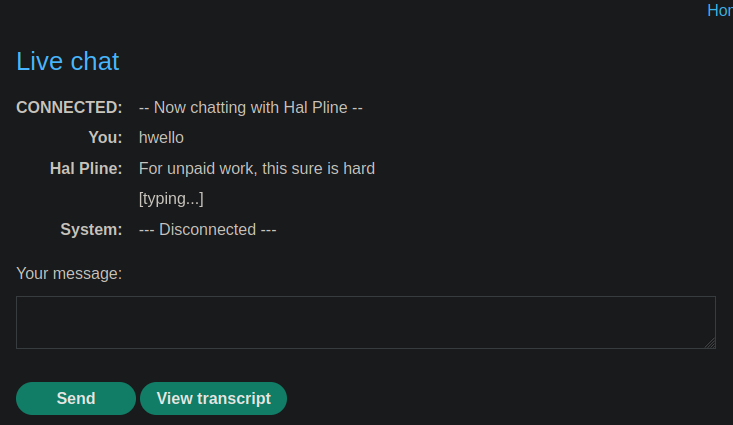 Hor
Live chat
CONNECTED: -- Now chatting with Hal Pline --
You: hwello
Hal Pline: For unpaid work, this sure is hard
[typing...]
System: --- Disconnected ---
Your message:
Send View transcript